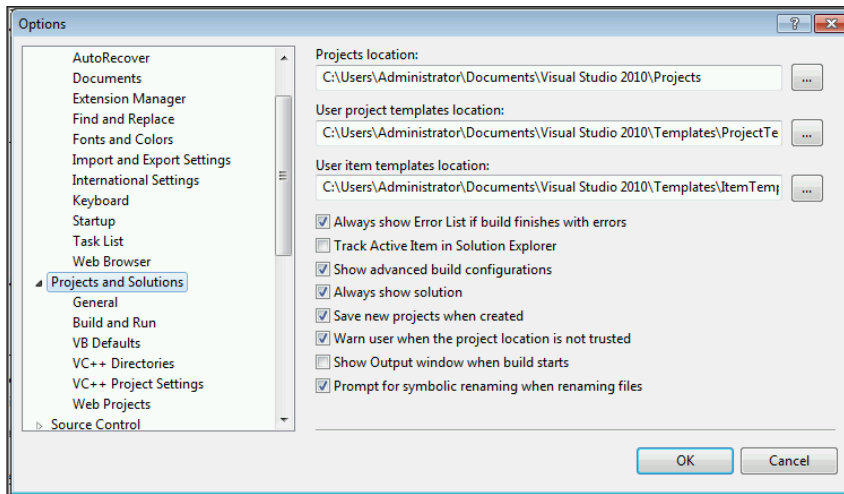 Options
AutoRecover
Documents
Extension Manager
Find and Replace
Fonts and Colors
Import and Export Settings
International Settings
Keyboard
Startup
Task List
Web Browser
Projects and Solutions
General
Build and Run
VB Defaults
VC++ Directories
VC++ Project Settings
Web Projects
Source Control
Projects location:
C:\Users\Administrator\Documents\Visual Studio 2010\Projects
...
User project templates location:
C:\Users\Administrator\Documents\Visual Studio 2010\Templates\ProjectTe
...
User item templates location:
C:\Users\Administrator\Documents\Visual Studio 2010\Templates\ItemTemp
...
Always show Error List if build finishes with errors
Track Active Item in Solution Explorer
Show advanced build configurations
Always show solution
Save new projects when created
Warn user when the project location is not trusted
Show Output window when build starts
Prompt for symbolic renaming when renaming files
OK
Cancel